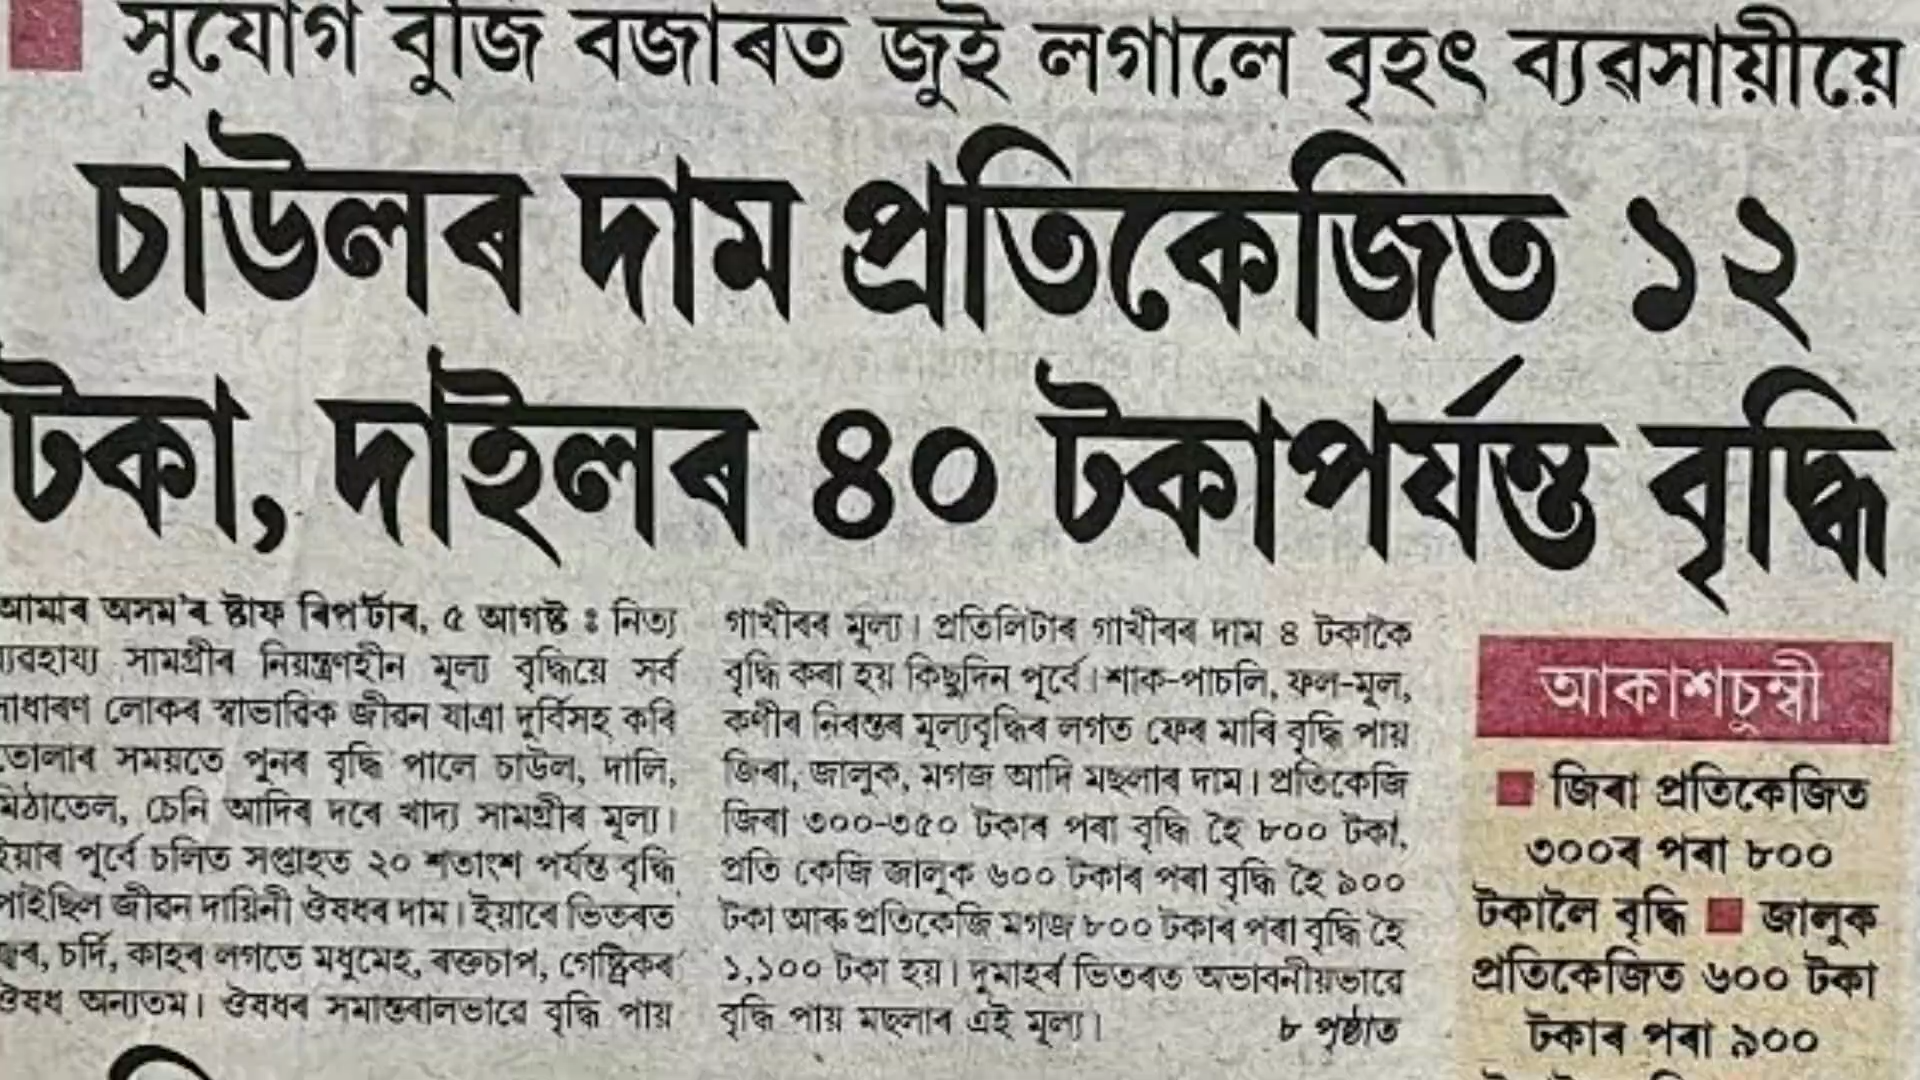 সুযোগ বুজি বজাৰত জুই লগালে বৃহৎ ব্যৱসায়ীয়ে
চাউলৰ দাম প্ৰতিকেজিত ১২
টকা, দাইলৰ ৪০ টকাপৰ্যন্ত বৃদ্ধি
আমাৰ অসম'ৰ ষ্টাফ ৰিপৰ্টাৰ, ৫ আগষ্ট ঃ নিত্য
ব্যৱহাৰ্য্য সামগ্ৰীৰ নিয়ন্ত্ৰণহীন মূল্য বৃদ্ধিয়ে সৰ্ব
সাধাৰণ লোকৰ স্বাভাৱিক জীৱন যাত্ৰা দুৰ্বিসহ কৰি
তোলাৰ সময়তে পুনৰ বৃদ্ধি পালে চাউল, দালি,
মিঠাতেল, চেনি আদিৰ দৰে খাদ্য সামগ্ৰীৰ মূল্য।
ইয়াৰ পূৰ্বে চলিত সপ্তাহত ২০ শতাংশ পৰ্যন্ত বৃদ্ধি
পাইছিল জীৱন দায়িনী ঔষধৰ দাম। ইয়াৰে ভিতৰত
জ্বৰ, চৰ্দি, কাহৰ লগতে মধুমেহ, ৰক্তচাপ, গেষ্ট্ৰিকৰ
ঔষধ অন্যতম। ঔষধৰ সমান্তৰালভাৱে বৃদ্ধি পায়
গাখীৰৰ মূল্য। প্ৰতিলিটাৰ গাখীৰৰ দাম ৪ টকাকৈ
বৃদ্ধি কৰা হয় কিছুদিন পূৰ্বে। শাক-পাচলি, ফল-মূল,
কণীৰ নিৰন্তৰ মূল্যবৃদ্ধিৰ লগত ফেৰ মাৰি বৃদ্ধি পায়
জিৰা, জালুক, মগজ আদি মছলাৰ দাম। প্ৰতিকেজি
জিৰা ৩০০-৩৫০ টকাৰ পৰা বৃদ্ধি হৈ ৮০০ টকা,
প্ৰতি কেজি জালুক ৬০০ টকাৰ পৰা বৃদ্ধি হৈ ৯০০
টকা আৰু প্ৰতিকেজি মগজ ৮০০ টকাৰ পৰা বৃদ্ধি হৈ
১,১০০ টকা হয়। দুমাহৰ ভিতৰত অভাবনীয়ভাৱে
বৃদ্ধি পায় মছলাৰ এই মূল্য।
৮ পৃষ্ঠাত
আকাশচুম্বী
জিৰা প্ৰতিকেজিত
৩০০ৰ পৰা ৮০০
টকালৈ বৃদ্ধি জালুক
প্ৰতিকেজিত ৬০০ টকা
টকাৰ পৰা ৯০০